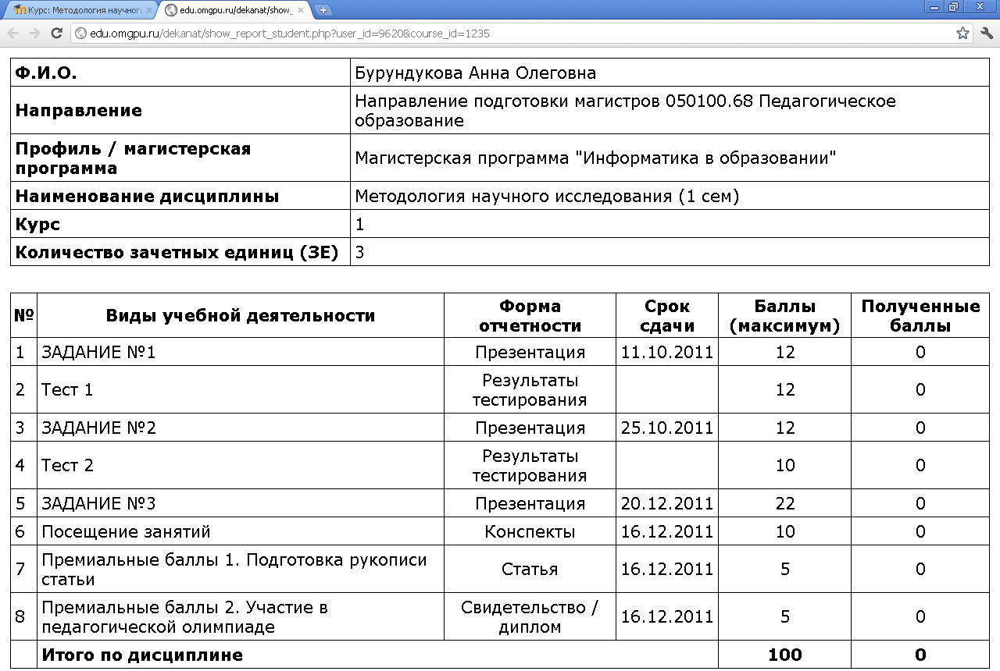 Курс: Методология научного
edu.omgpu.ru/dekanat/show_
edu.omgpu.ru/dekanat/show_report_student.php?user_id=9620&course_id=1235
Ф.И.О. Бурундукова Анна Олеговна
Направление Направление подготовки магистров 050100.68 Педагогическое
образование
Профиль / магистерская
программа Магистерская программа "Информатика в образовании"
Наименование дисциплины Методология научного исследования (1 сем)
Курс 1
Количество зачетных единиц (ЗЕ) 3
№ Виды учебной деятельности Форма
отчетности Срок
сдачи Баллы
(максимум) Полученные
баллы
1 ЗАДАНИЕ №1 Презентация 11.10.2011 12 0
2 Тест 1 Результаты
тестирования 12 0
3 ЗАДАНИЕ №2 Презентация 25.10.2011 12 0
4 Тест 2 Результаты
тестирования 10 0
5 ЗАДАНИЕ №3 Презентация 20.12.2011 22 0
6 Посещение занятий Конспекты 16.12.2011 10 0
7 Премиальные баллы 1. Подготовка рукописи
статьи Статья 16.12.2011 5 0
8 Премиальные баллы 2. Участие в
педагогической олимпиаде Свидетельство /
диплом 16.12.2011 5 0
Итого по дисциплине 100 0